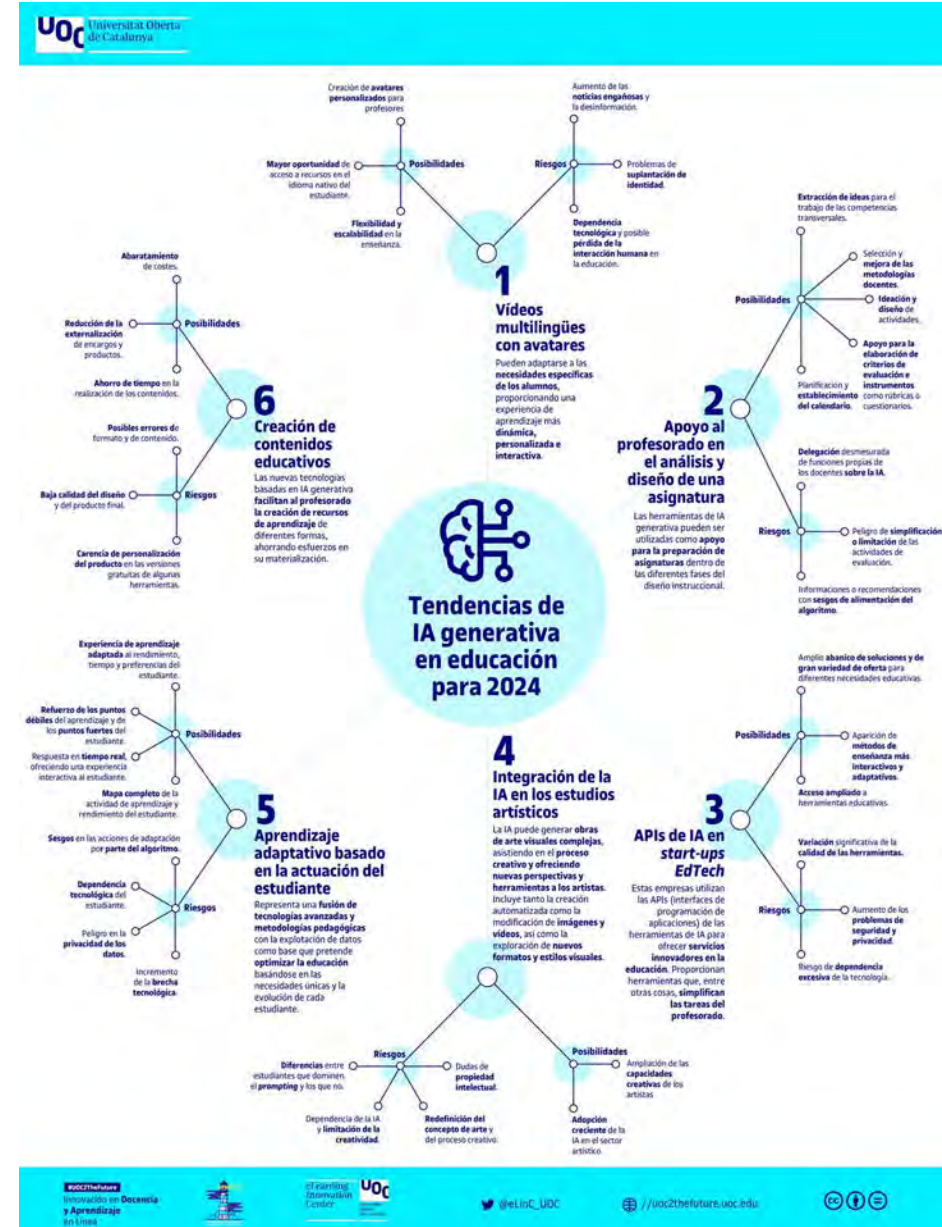 UOC Universitat Oberta
de Catalunya
Creación de avatares
personalizados para
profesores
Mayor oportunidad de
acceso a recursos en el
idioma nativo del
estudiante.
Flexibilidad y
escalabilidad en la
enseñanza.
Posibilidades
Aumento de las
noticias engañosas y
la desinformación.
Riesgos
Problemas de
suplantación de
identidad.
Dependencia
tecnológica y posible
pérdida de la
interacción humana en
la educación.
1
Vídeos
multilingües
con avatares
Pueden adaptarse a las
necesidades específicas
de los alumnos,
proporcionando una
experiencia de
aprendizaje más
dinámica,
personalizada e
interactiva.
Extracción de ideas para el
trabajo de las competencias
transversales.
Selección y
mejora de las
metodologías
docentes.
Posibilidades
Ideación y
diseño de
actividades.
Apoyo para la
elaboración de
criterios de
evaluación e
instrumentos
como rúbricas o
cuestionarios.
Planificación y
establecimiento
del calendario.
2
Apoyo al
profesorado en
el análisis y
diseño de una
asignatura
Las herramientas de IA
generativa pueden ser
utilizadas como apoyo
para la preparación de
asignaturas dentro de
las diferentes fases del
diseño instruccional.
Delegación desmesurada
de funciones propias de
los docentes sobre la IA.
Riesgos
Peligro de simplificación
o limitación de las
actividades de
evaluación.
Informaciones o recomendaciones
con sesgos de alimentación del
algoritmo.
Abaratamiento
de costes.
Reducción de la
externalización
de encargos y
productos.
Posibilidades
Ahorro de tiempo en la
realización de los contenidos.
6
Creación de
contenidos
educativos
Las nuevas tecnologías
basadas en IA generativa
facilitan al profesorado
la creación de recursos
de aprendizaje de
diferentes formas,
ahorrando esfuerzos en
su materialización.
Posibles errores de
formato y de contenido.
Baja calidad del diseño
y del producto final.
Riesgos
Carencia de personalización
del producto en las versiones
gratuitas de algunas
herramientas.
Tendencias de
IA generativa
en educación
para 2024
Experiencia de aprendizaje
adaptada al rendimiento,
tiempo y preferencias del
estudiante.
Refuerzo de los puntos
débiles del aprendizaje y de
los puntos fuertes del
estudiante.
Posibilidades
Respuesta en tiempo real,
ofreciendo una experiencia
interactiva al estudiante.
Mapa completo de la
actividad de aprendizaje y
rendimiento del estudiante.
5
Aprendizaje
adaptativo basado
en la actuación del
estudiante
Representa una fusión de
tecnologías avanzadas y
metodologías pedagógicas
con la explotación de datos
como base que pretende
optimizar la educación
basándose en las
necesidades únicas y la
evolución de cada
estudiante.
Sesgos en las acciones de adaptación
por parte del algoritmo.
Dependencia
tecnológica del
estudiante.
Riesgos
Peligro en la
privacidad de los
datos.
Incremento
de la brecha
tecnológica.
4
Integración de la
IA en los estudios
artísticos
La IA puede generar obras
de arte visuales complejas,
asistiendo en el proceso
creativo y ofreciendo
nuevas perspectivas y
herramientas a los artistas.
Incluye tanto la creación
automatizada como la
modificación de imágenes y
vídeos, así como la
exploración de nuevos
formatos y estilos visuales.
Riesgos
Diferencias entre
estudiantes que dominen
el prompting y los que no.
Dudas de
propiedad
intelectual.
Dependencia de la IA
y limitación de la
creatividad.
Redefinición del
concepto de arte y
del proceso creativo.
Posibilidades
Ampliación de las
capacidades
creativas de los
artistas
Adopción
creciente de la
IA en el sector
artístico.
Amplio abanico de soluciones y de
gran variedad de oferta para
diferentes necesidades educativas.
Posibilidades
Aparición de
métodos de
enseñanza más
interactivos y
adaptativos.
Acceso ampliado a
herramientas educativas.
3
APIs de IA en
start-ups
EdTech
Estas empresas utilizan
las APIs (interfaces de
programación de
aplicaciones) de las
herramientas de IA para
ofrecer servicios
innovadores en la
educación. Proporcionan
herramientas que, entre
otras cosas, simplifican
las tareas del
profesorado.
Variación significativa de la
calidad de las herramientas.
Riesgos
Aumento de los
problemas de
seguridad y
privacidad.
Riesgo de dependencia
excesiva de la tecnología.
#UOC2TheFuture
Innovación en Docencia
y Aprendizaje
en Línea
eLearning
Innovation
Center
UOC
@eLinC_UOC
//uoc2thefuture.uoc.edu